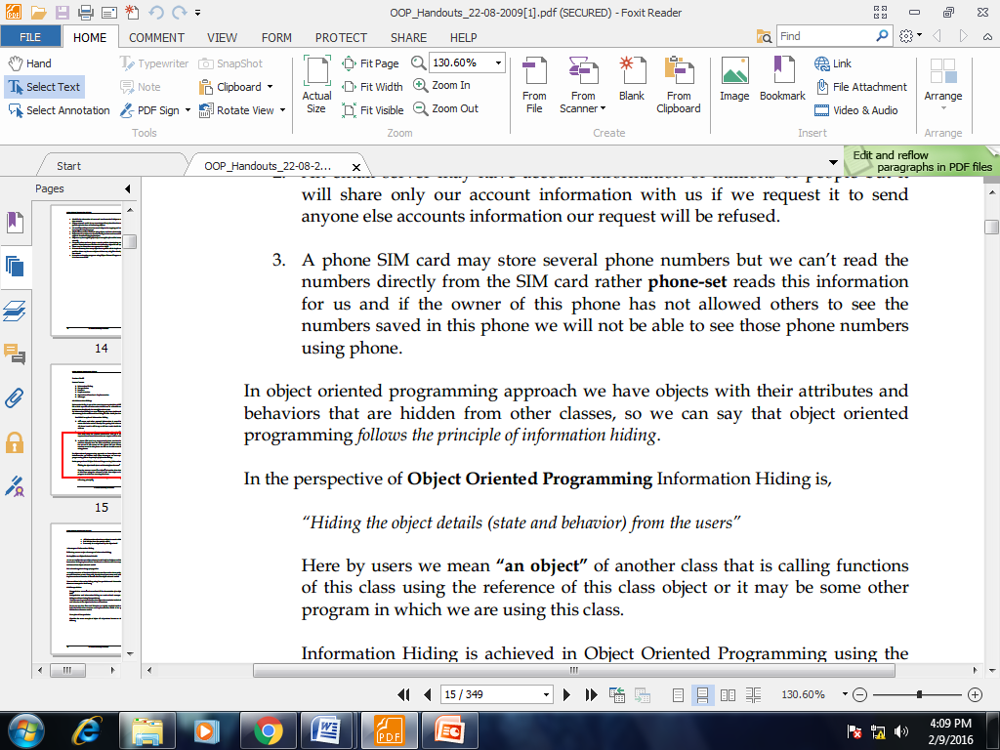 OOP_Handouts_22-08-2009[1].pdf (SECURED) - Foxit Reader
FILE HOME COMMENT VIEW FORM PROTECT SHARE HELP
Find
Hand
Select Text
Select Annotation
Typewriter
Note
PDF Sign
SnapShot
Clipboard
Rotate View
Tools
Actual Size
Fit Page
Fit Width
Fit Visible
130.60%
Zoom In
Zoom Out
Zoom
From File
From Scanner
Blank
From Clipboard
Create
Image
Bookmark
Link
File Attachment
Video & Audio
Insert
Arrange
Arrange
Start
OOP_Handouts_22-08-2...
Edit and reflow
paragraphs in PDF files
Pages
14
15
will share only our account information with us if we request it to send
anyone else accounts information our request will be refused.
3. A phone SIM card may store several phone numbers but we can’t read the
numbers directly from the SIM card rather phone-set reads this information
for us and if the owner of this phone has not allowed others to see the
numbers saved in this phone we will not be able to see those phone numbers
using phone.
In object oriented programming approach we have objects with their attributes and
behaviors that are hidden from other classes, so we can say that object oriented
programming follows the principle of information hiding.
In the perspective of Object Oriented Programming Information Hiding is,
“Hiding the object details (state and behavior) from the users”
Here by users we mean “an object” of another class that is calling functions
of this class using the reference of this class object or it may be some other
program in which we are using this class.
Information Hiding is achieved in Object Oriented Programming using the
15 / 349
130.60%
PDF
4:09 PM
2/9/2016